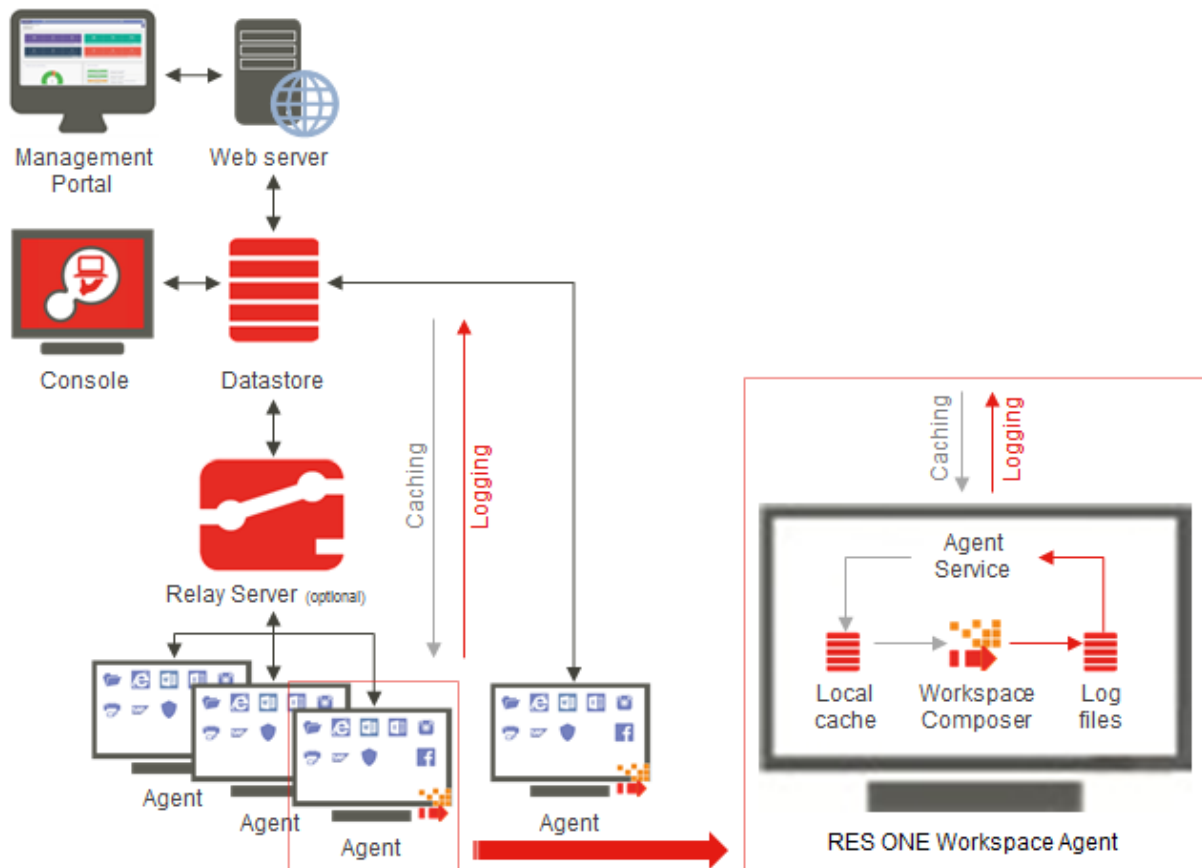 Management
Portal
Web server
Console
Datastore
Caching
Logging
Relay Server (optional)
Agent
Agent
Agent
Agent
Caching
Logging
Agent
Service
Local
cache
Workspace
Composer
Log
files
RES ONE Workspace Agent